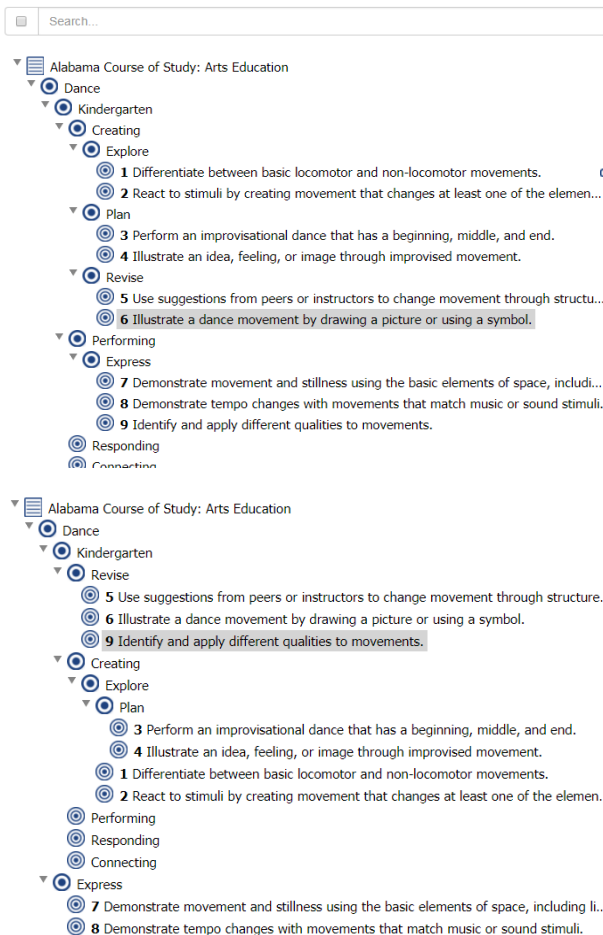 Search...
Alabama Course of Study: Arts Education
Dance
Kindergarten
Creating
Explore
1 Differentiate between basic locomotor and non-locomotor movements.
2 React to stimuli by creating movement that changes at least one of the elemen...
Plan
3 Perform an improvisational dance that has a beginning, middle, and end.
4 Illustrate an idea, feeling, or image through improvised movement.
Revise
5 Use suggestions from peers or instructors to change movement through structu...
6 Illustrate a dance movement by drawing a picture or using a symbol.
Performing
Express
7 Demonstrate movement and stillness using the basic elements of space, includi...
8 Demonstrate tempo changes with movements that match music or sound stimuli.
9 Identify and apply different qualities to movements.
Responding
Connecting
Alabama Course of Study: Arts Education
Dance
Kindergarten
Revise
5 Use suggestions from peers or instructors to change movement through structure.
6 Illustrate a dance movement by drawing a picture or using a symbol.
9 Identify and apply different qualities to movements.
Creating
Explore
Plan
3 Perform an improvisational dance that has a beginning, middle, and end.
4 Illustrate an idea, feeling, or image through improvised movement.
1 Differentiate between basic locomotor and non-locomotor movements.
2 React to stimuli by creating movement that changes at least one of the elemen.
Performing
Responding
Connecting
Express
7 Demonstrate movement and stillness using the basic elements of space, including li..
8 Demonstrate tempo changes with movements that match music or sound stimuli.